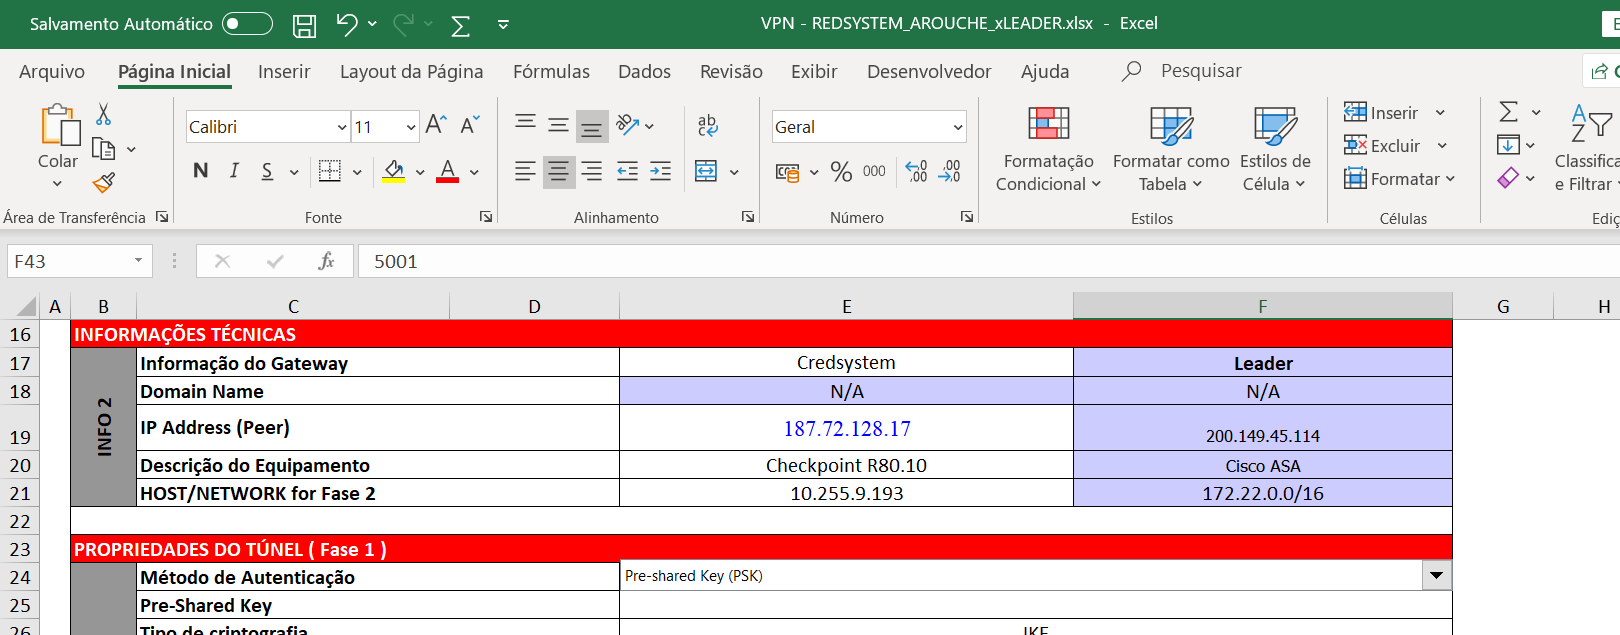 Salvamento Automático
VPN - REDSYSTEM_AROUCHE_xLEADER.xlsx - Excel
Arquivo Página Inicial Inserir Layout da Página Fórmulas Dados Revisão Exibir Desenvolvedor Ajuda Pesquisar
Colar
Área de Transferência
Calibri 11
N I S
Fonte
ab
Alinhamento
Geral
% 000
Número
Formatação Condicional
Formatar como Tabela
Estilos de Célula
Estilos
Inserir
Excluir
Formatar
Células
Classifica
e Filtrar
Ediç
F43 fx 5001
A B C D E F G H
16 INFORMAÇÕES TÉCNICAS
17 Informação do Gateway Credsystem Leader
18 Domain Name N/A N/A
INFO 2
19 IP Address (Peer) 187.72.128.17 200.149.45.114
20 Descrição do Equipamento Checkpoint R80.10 Cisco ASA
21 HOST/NETWORK for Fase 2 10.255.9.193 172.22.0.0/16
22
23 PROPRIEDADES DO TÚNEL ( Fase 1 )
24 Método de Autenticação Pre-shared Key (PSK)
25 Pre-Shared Key
26 Tipo de criptografia IKE